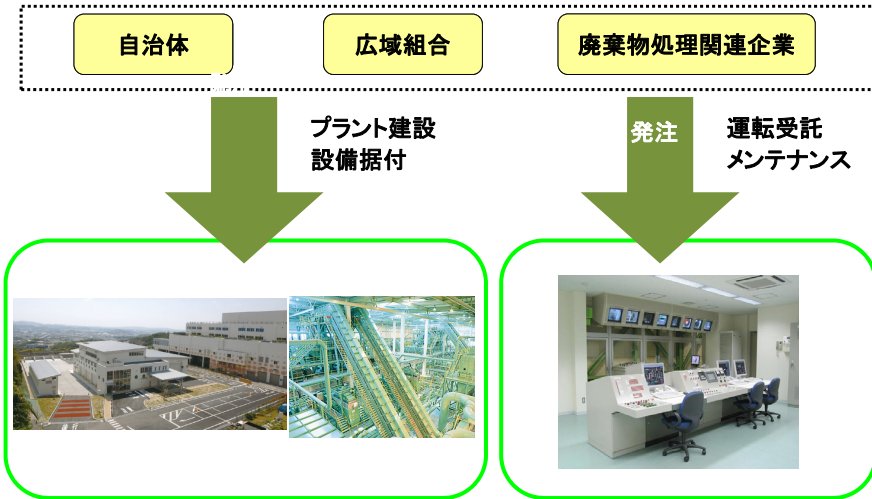 自治体
広域組合
廃棄物処理関連企業
プラント建設
設備据付
発注
運転受託
メンテナンス